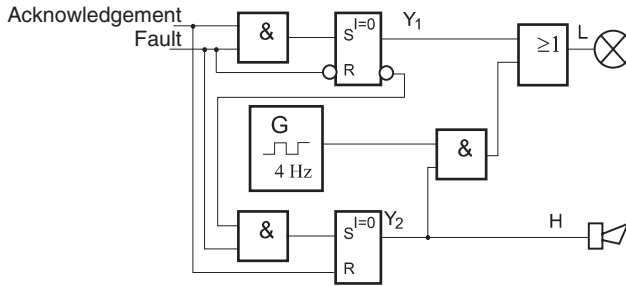 Acknowledgement
Fault
&
S I=0
R
Y1
≥1
L
G
4 Hz
&
&
S I=0
R
Y2
H